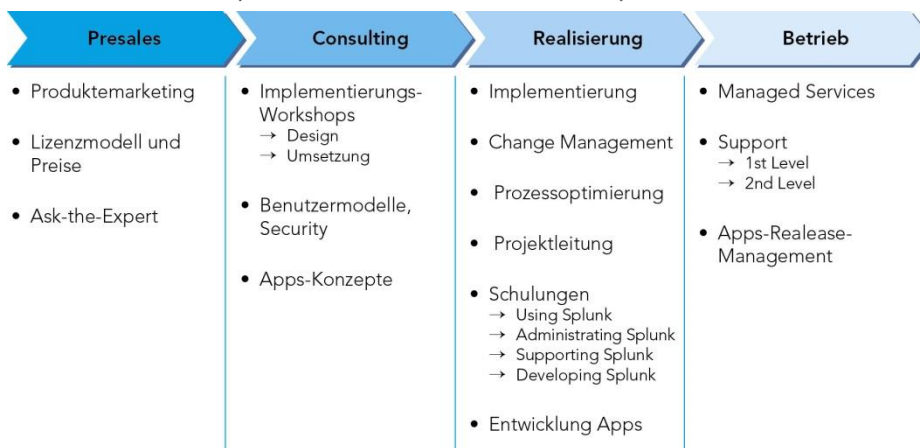 Presales
Produktemarketing
Lizenzmodell und
Preise
Ask-the-Expert
Consulting
Implementierungs-
Workshops
→ Design
→ Umsetzung
Benutzermodelle,
Security
Apps-Konzepte
Realisierung
Implementierung
Change Management
Prozessoptimierung
Projektleitung
Schulungen
→ Using Splunk
→ Administrating Splunk
→ Supporting Splunk
→ Developing Splunk
Entwicklung Apps
Betrieb
Managed Services
Support
→ 1st Level
→ 2nd Level
Apps-Realease-
Management